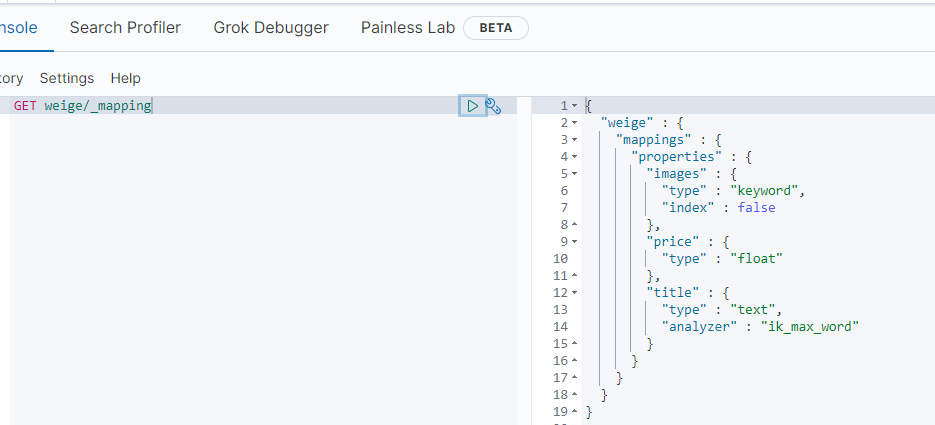 nsole Search Profiler Grok Debugger Painless Lab BETA
tory Settings Help
GET weige/_mapping
1 {
2 "weige" : {
3 "mappings" : {
4 "properties" : {
5 "images" : {
6 "type" : "keyword",
7 "index" : false
8 },
9 "price" : {
10 "type" : "float"
11 },
12 "title" : {
13 "type" : "text",
14 "analyzer" : "ik_max_word"
15 }
16 }
17 }
18 }
19 }